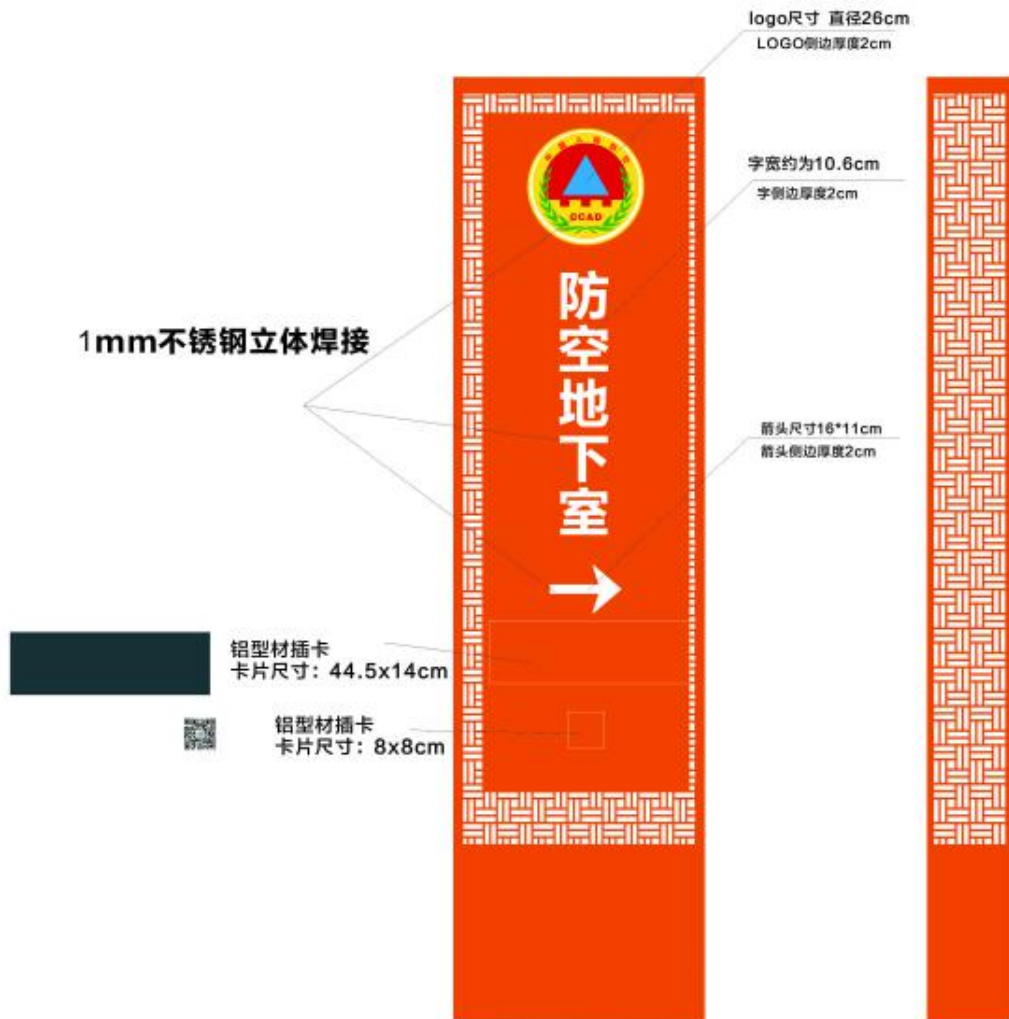 logo尺寸 直径26cm
LOGO侧边厚度2cm
字宽约为10.6cm
字侧边厚度2cm
CCAD
防空地下室
1mm不锈钢立体焊接
箭头尺寸16*11cm
箭头侧边厚度2cm
铝型材插卡
卡片尺寸：44.5x14cm
铝型材插卡
卡片尺寸：8x8cm